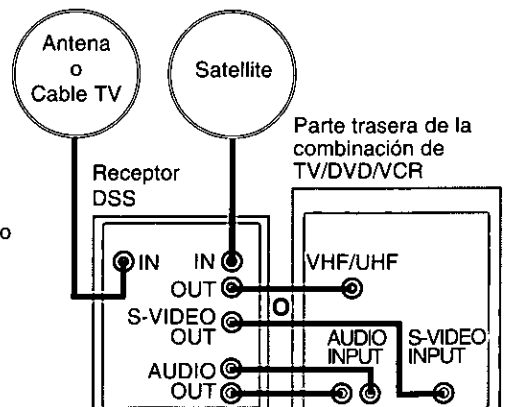 Antena
o
Cable TV
Satellite
Parte trasera de la
combinación de
TV/DVD/VCR
Receptor
DSS
o
IN
IN
OUT
VHF/UHF
S-VIDEO
OUT
O
AUDIO
INPUT
S-VIDEO
INPUT
AUDIO
OUT